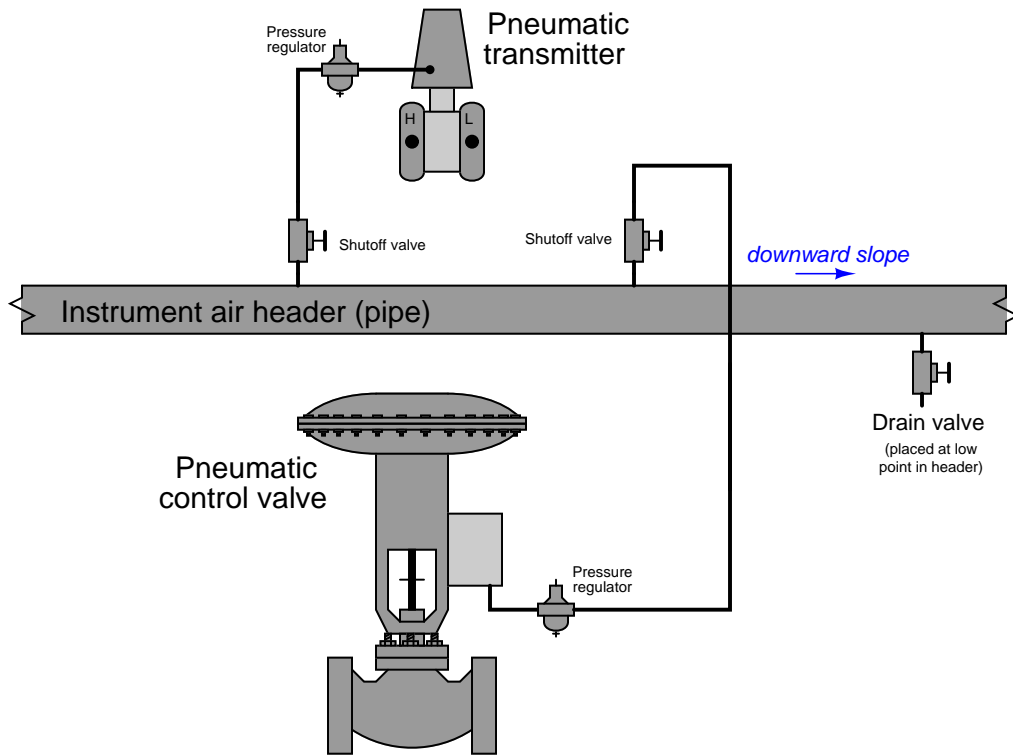 Pressure
regulator
Pneumatic
transmitter
H
L
Shutoff valve
Shutoff valve
downward slope
Instrument air header (pipe)
Drain valve
(placed at low
point in header)
Pneumatic
control valve
Pressure
regulator